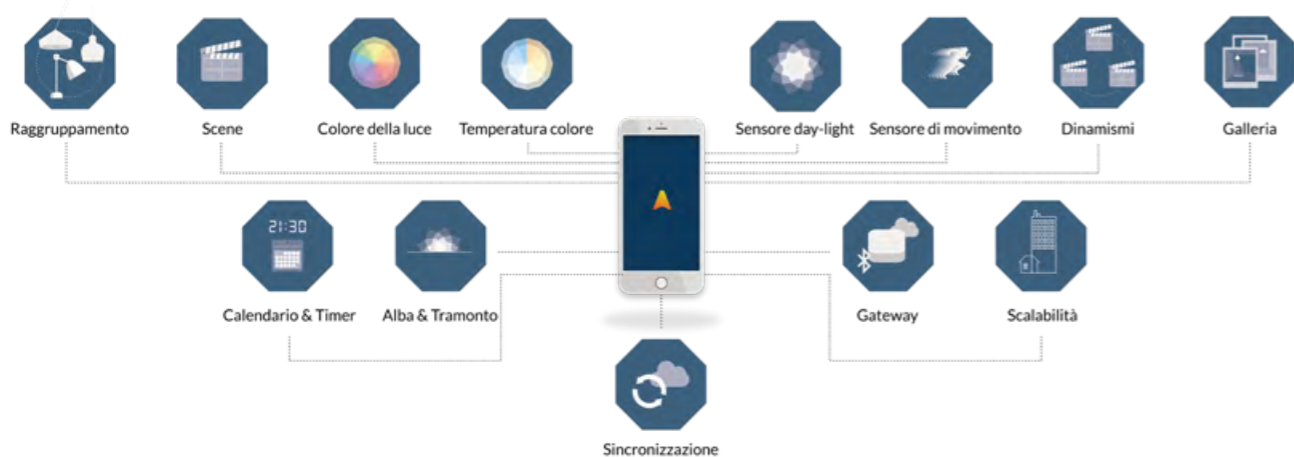 Raggruppamento
Scene
Colore della luce
Temperatura colore
Sensore day-light
Sensore di movimento
Dinamismi
Galleria
21:30
Calendario & Timer
Alba & Tramonto
Gateway
Scalabilità
Sincronizzazione